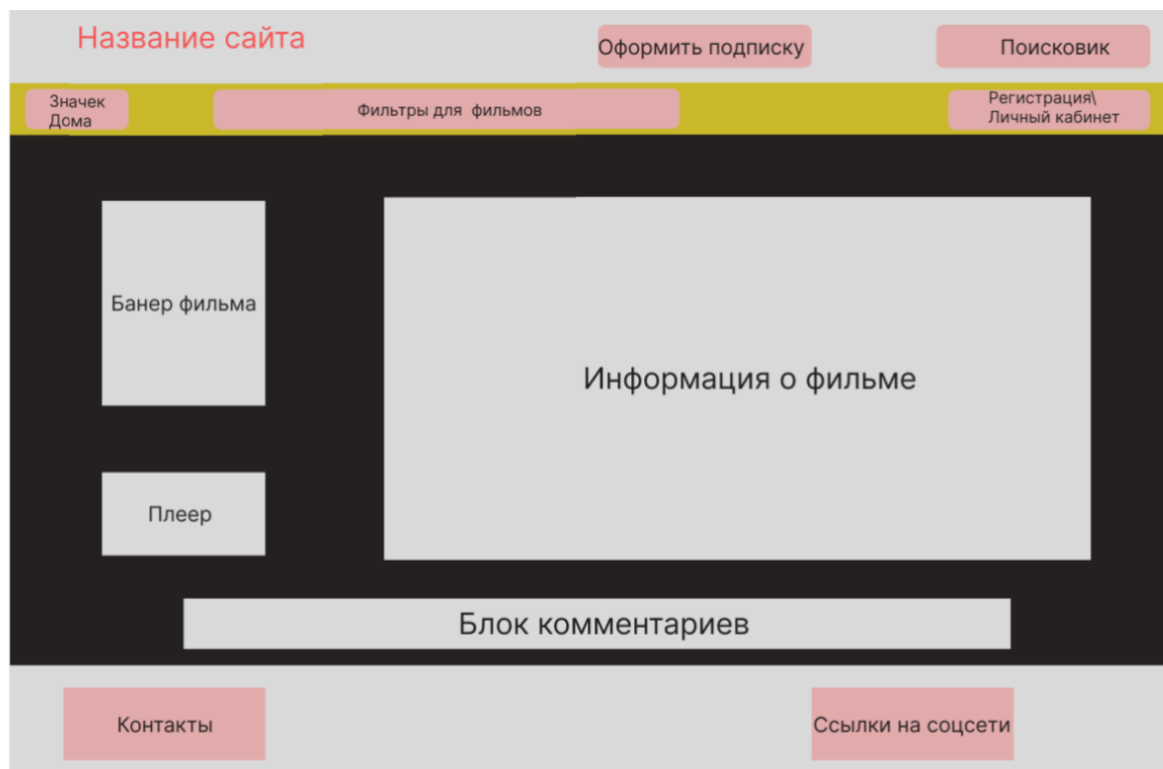 Название сайта
Оформить подписку
Поисковик
Значек
Дома
Фильтры для фильмов
Регистрация\
Личный кабинет
Банер фильма
Информация о фильме
Плеер
Блок комментариев
Контакты
Ссылки на соцсети